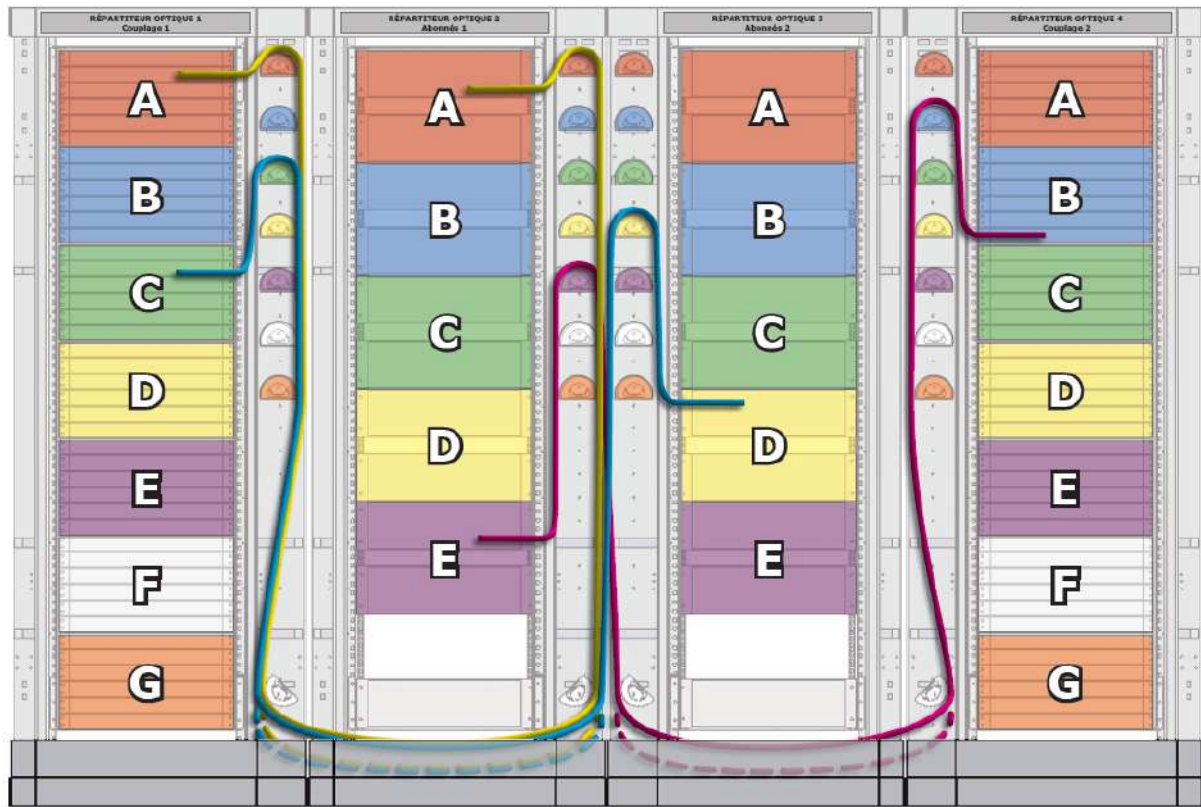 RÉPARTITEUR OPTIQUE 1
Couplage 1
RÉPARTITEUR OPTIQUE 2
Abonnés 1
RÉPARTITEUR OPTIQUE 3
Abonnés 2
RÉPARTITEUR OPTIQUE 4
Couplage 2
A
B
C
D
E
F
G
A
B
C
D
E
A
B
C
D
E
A
B
C
D
E
F
G